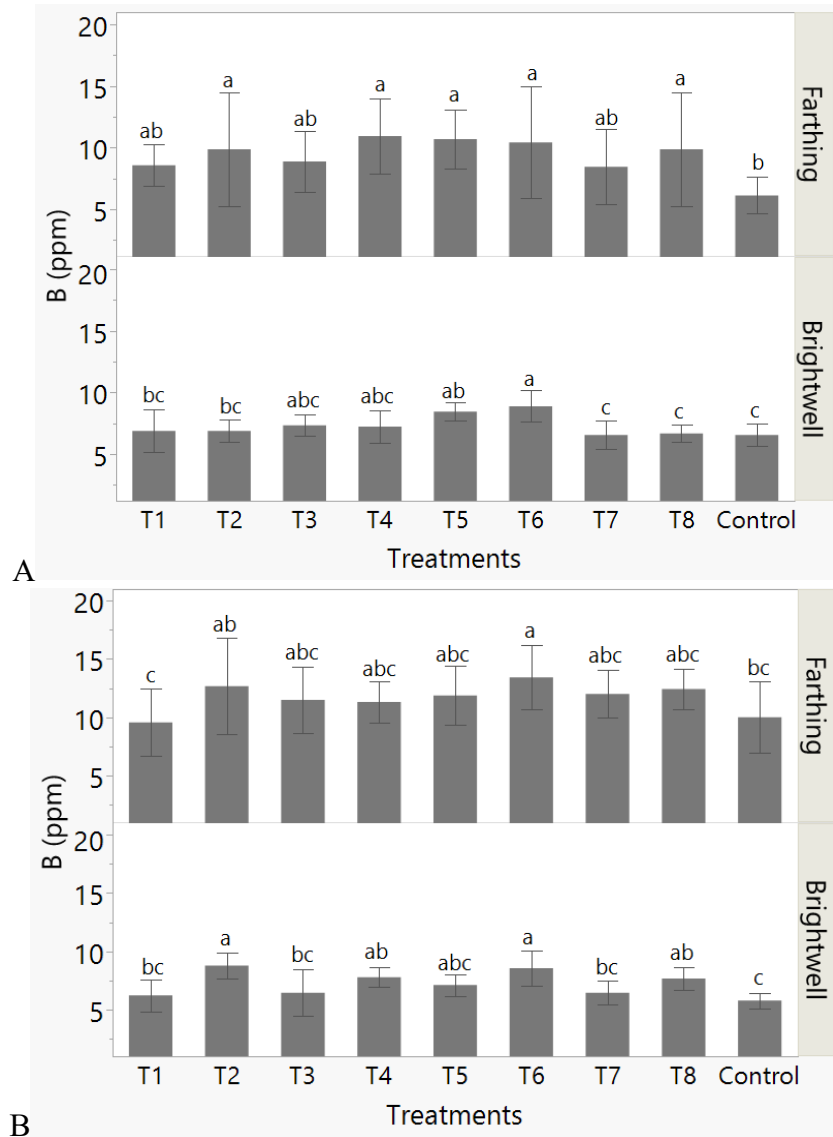 20
15
10
5
ab a ab a a a ab a b
Farthing
B (ppm)
20
15
10
5
bc bc abc abc ab a c c c
Brightwell
T1 T2 T3 T4 T5 T6 T7 T8 Control
Treatments
A
20
15
10
5
c ab abc abc abc a abc abc bc
Farthing
B (ppm)
20
15
10
5
bc a bc ab abc a bc ab c
Brightwell
T1 T2 T3 T4 T5 T6 T7 T8 Control
Treatments
B